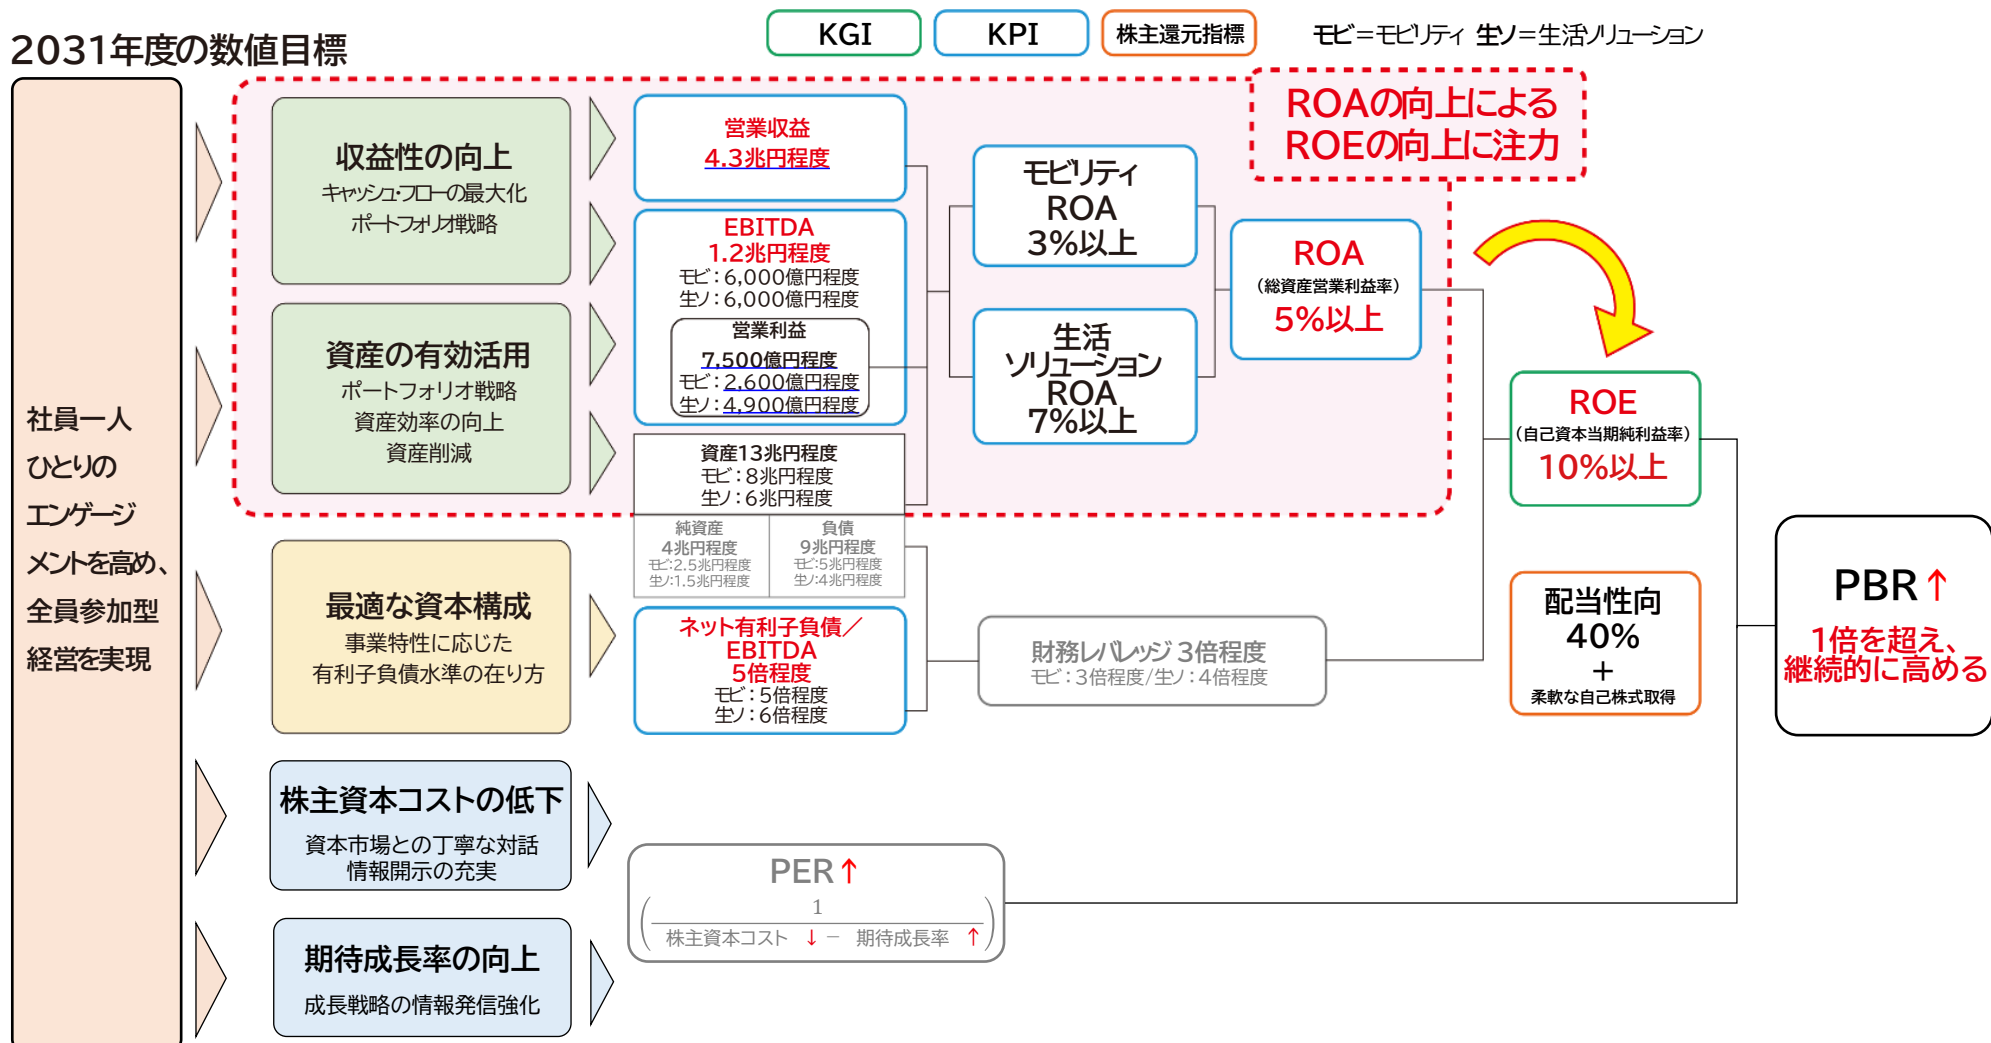 2031年度の数値目標
KGI
KPI
株主還元指標
モビ=モビリティ 生ソ=生活ソリューション
社員一人
ひとりの
エンゲージ
メントを高め、
全員参加型
経営を実現
収益性の向上
キャッシュ・フローの最大化
ポートフォリオ戦略
資産の有効活用
ポートフォリオ戦略
資産効率の向上
資産削減
最適な資本構成
事業特性に応じた
有利子負債水準の在り方
株主資本コストの低下
資本市場との丁寧な対話
情報開示の充実
期待成長率の向上
成長戦略の情報発信強化
営業収益
4.3兆円程度
EBITDA
1.2兆円程度
モビ：6,000億円程度
生ソ：6,000億円程度
営業利益
7,500億円程度
モビ：2,600億円程度
生ソ：4,900億円程度
資産13兆円程度
モビ：8兆円程度
生ソ：6兆円程度
純資産
4兆円程度
モビ:2.5兆円程度
生ソ:1.5兆円程度
負債
9兆円程度
モビ:5兆円程度
生ソ:4兆円程度
ネット有利子負債／
EBITDA
5倍程度
モビ：5倍程度
生ソ：6倍程度
PER↑
1
株主資本コスト ↓ － 期待成長率 ↑
モビリティ
ROA
3%以上
生活
ソリューション
ROA
7%以上
財務レバレッジ 3倍程度
モビ：3倍程度/生ソ：4倍程度
ROAの向上による
ROEの向上に注力
ROA
(総資産営業利益率)
5%以上
ROE
(自己資本当期純利益率)
10%以上
配当性向
40%
+
柔軟な自己株式取得
PBR↑
1倍を超え、
継続的に高める